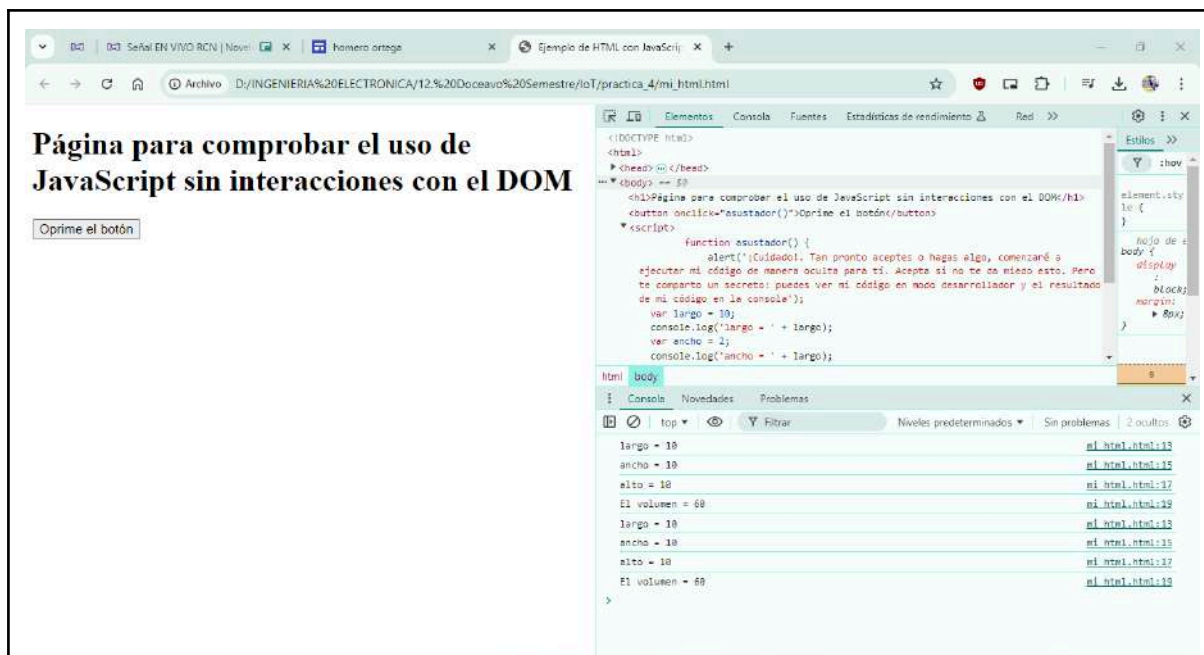 Señal EN VIVO RCN | Novel
homero ortega
Ejemplo de HTML con JavaScrip
Archivo D:/INGENIERIA%20ELECTRONICA/12.%20Doceavo%20Semestre/IoT/practica_4/mi_html.html
Página para comprobar el uso de
JavaScript sin interacciones con el DOM
Oprime el botón
Elementos Consola Fuentes Estadísticas de rendimiento Red
<!DOCTYPE html>
<html>
<head> </head>
<body> == $0
<h1>Página para comprobar el uso de JavaScript sin interacciones con el DOM</h1>
<button onclick="asustador()">Oprime el botón</button>
<script>
function asustador() {
alert('¡Cuidado!. Tan pronto aceptes o hagas algo, comenzaré a
ejecutar mi código de manera oculta para ti. Acepta si no te da miedo esto. Pero
te comparto un secreto: puedes ver mi código en modo desarrollador y el resultado
de mi código en la consola');
var largo = 10;
console.log('largo = ' + largo);
var ancho = 2;
console.log('ancho = ' + largo);
html body
Estilos
:hov
element.sty
le {
}
hoja de e
body {
display
:
block;
margin:
8px;
}
8
Consola Novedades Problemas
top Filtrar Niveles predeterminados Sin problemas 2 ocultos
largo = 10 mi_html.html:13
ancho = 10 mi_html.html:15
alto = 10 mi_html.html:17
El volumen = 60 mi_html.html:19
largo = 10 mi_html.html:13
ancho = 10 mi_html.html:15
alto = 10 mi_html.html:17
El volumen = 60 mi_html.html:19